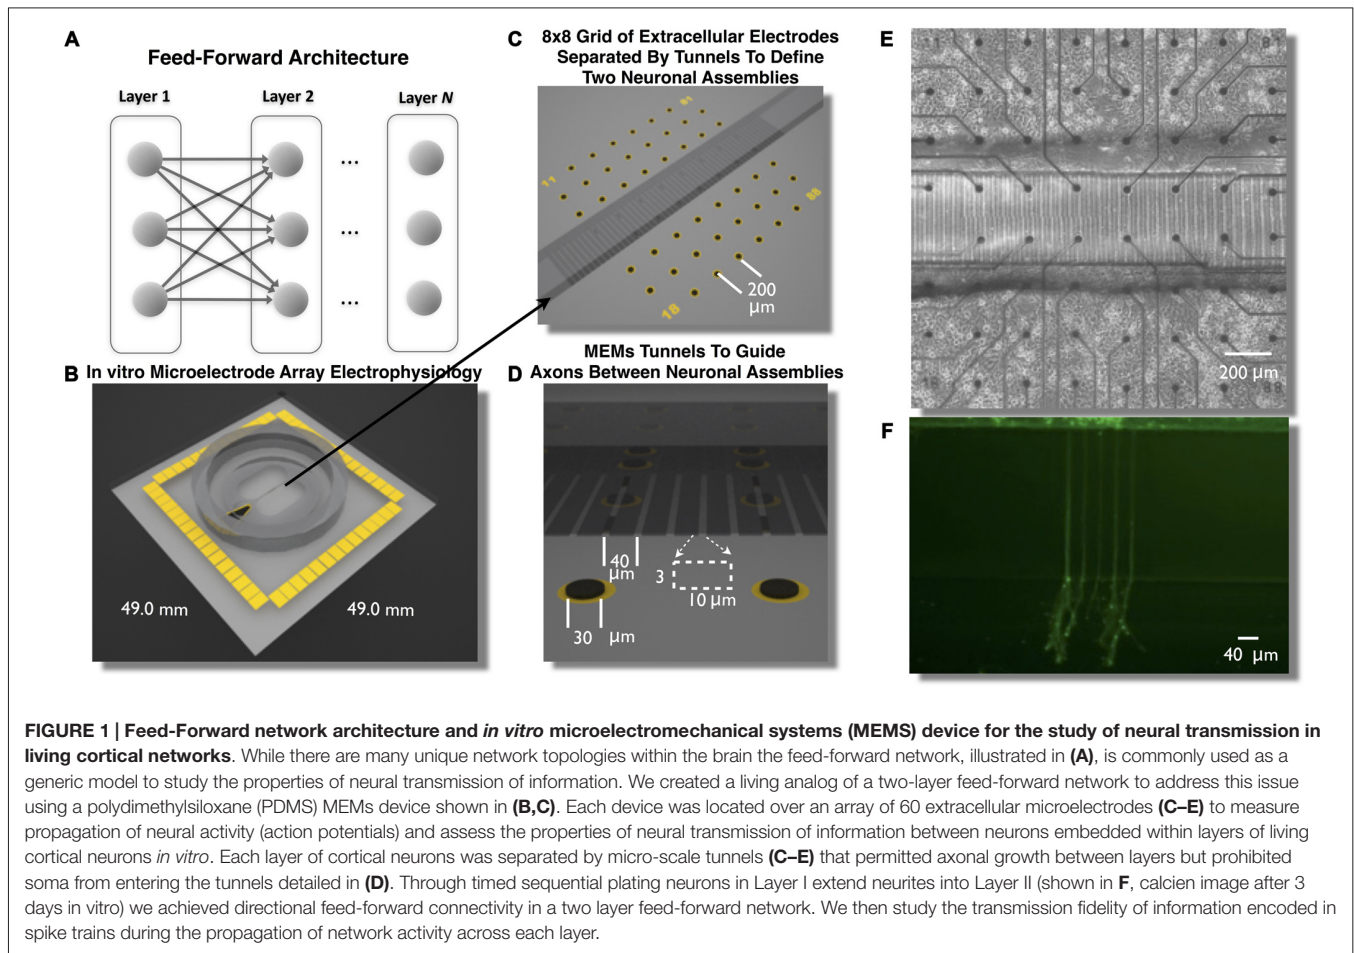 A
Feed-Forward Architecture
Layer 1
Layer 2
Layer N
...
...
...
B In vitro Microelectrode Array Electrophysiology
49.0 mm
49.0 mm
C 8x8 Grid of Extracellular Electrodes
Separated By Tunnels To Define
Two Neuronal Assemblies
81
11
88
18
200
μm
MEMs Tunnels To Guide
D Axons Between Neuronal Assemblies
40
μm
3
10 μm
30 μm
E
200 μm
F
40 μm
FIGURE 1 | Feed-Forward network architecture and in vitro microelectromechanical systems (MEMS) device for the study of neural transmission in
living cortical networks. While there are many unique network topologies within the brain the feed-forward network, illustrated in (A), is commonly used as a
generic model to study the properties of neural transmission of information. We created a living analog of a two-layer feed-forward network to address this issue
using a polydimethylsiloxane (PDMS) MEMs device shown in (B,C). Each device was located over an array of 60 extracellular microelectrodes (C–E) to measure
propagation of neural activity (action potentials) and assess the properties of neural transmission of information between neurons embedded within layers of living
cortical neurons in vitro. Each layer of cortical neurons was separated by micro-scale tunnels (C–E) that permitted axonal growth between layers but prohibited
soma from entering the tunnels detailed in (D). Through timed sequential plating neurons in Layer I extend neurites into Layer II (shown in F, calcien image after 3
days in vitro) we achieved directional feed-forward connectivity in a two layer feed-forward network. We then study the transmission fidelity of information encoded in
spike trains during the propagation of network activity across each layer.